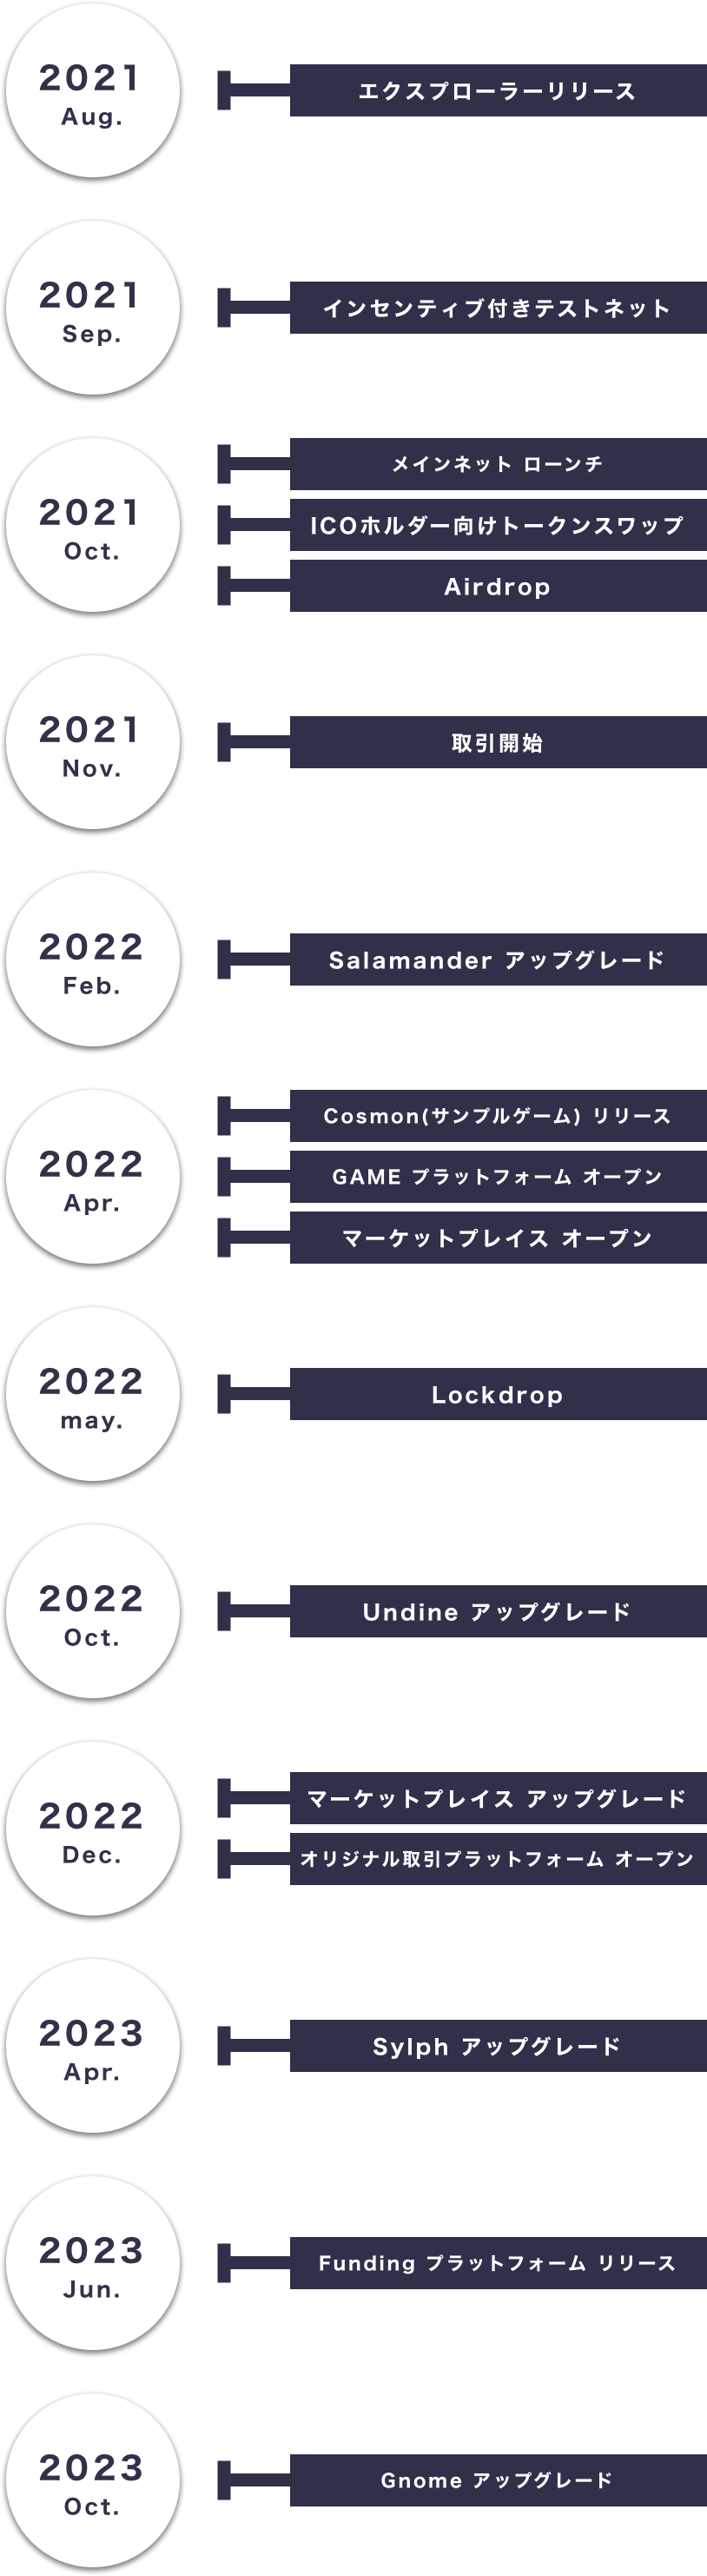 2021
Aug.
エクスプローラーリリース
2021
Sep.
インセンティブ付きテストネット
2021
Oct.
メインネット ローンチ
ICOホルダー向けトークンスワップ
Airdrop
2021
Nov.
取引開始
2022
Feb.
Salamander アップグレード
2022
Apr.
Cosmon(サンプルゲーム) リリース
GAME プラットフォーム オープン
マーケットプレイス オープン
2022
may.
Lockdrop
2022
Oct.
Undine アップグレード
2022
Dec.
マーケットプレイス アップグレード
オリジナル取引プラットフォーム オープン
2023
Apr.
Sylph アップグレード
2023
Jun.
Funding プラットフォーム リリース
2023
Oct.
Gnome アップグレード